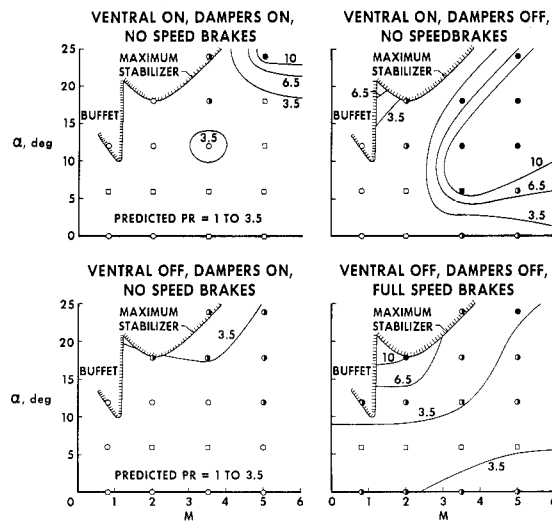 VENTRAL ON, DAMPERS ON,
NO SPEED BRAKES
25
20
15
α, deg
10
5
0
MAXIMUM
STABILIZER
BUFFET
10
6.5
3.5
3.5
PREDICTED PR = 1 TO 3.5
VENTRAL ON, DAMPERS OFF,
NO SPEEDBRAKES
MAXIMUM
STABILIZER
6.5
BUFFET
3.5
10
6.5
3.5
VENTRAL OFF, DAMPERS ON,
NO SPEED BRAKES
25
20
15
α, deg
10
5
0
MAXIMUM
STABILIZER
3.5
BUFFET
PREDICTED PR = 1 TO 3.5
1 2 3 4 5 6
M
VENTRAL OFF, DAMPERS OFF,
FULL SPEED BRAKES
MAXIMUM
STABILIZER
10
BUFFET
6.5
3.5
3.5
1 2 3 4 5 6
M